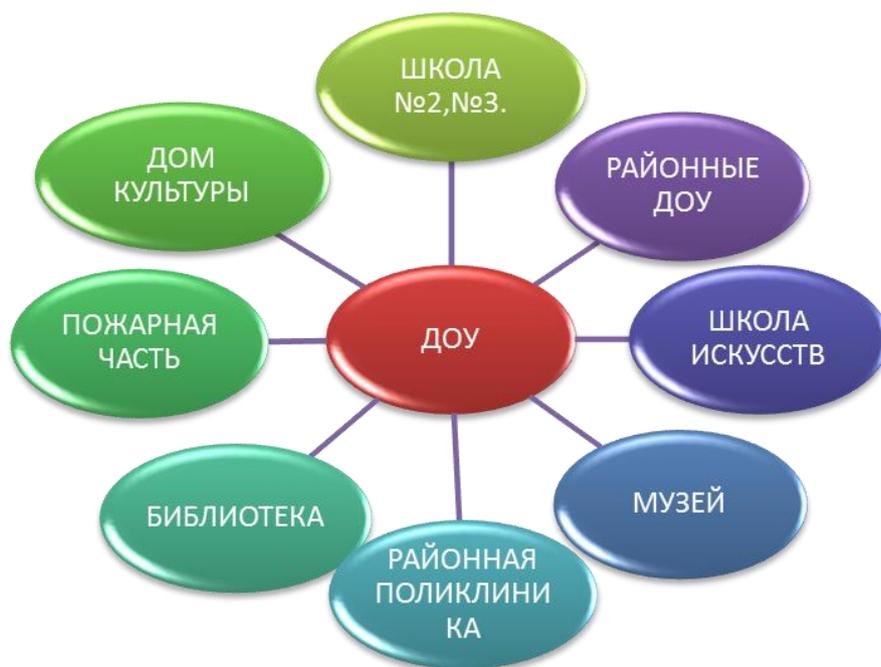 ШКОЛА
№2,№3.
РАЙОННЫЕ
ДОУ
ШКОЛА
ИСКУССТВ
МУЗЕЙ
РАЙОННАЯ
ПОЛИКЛИНИ
КА
БИБЛИОТЕКА
ПОЖАРНАЯ
ЧАСТЬ
ДОМ
КУЛЬТУРЫ
ДОУ